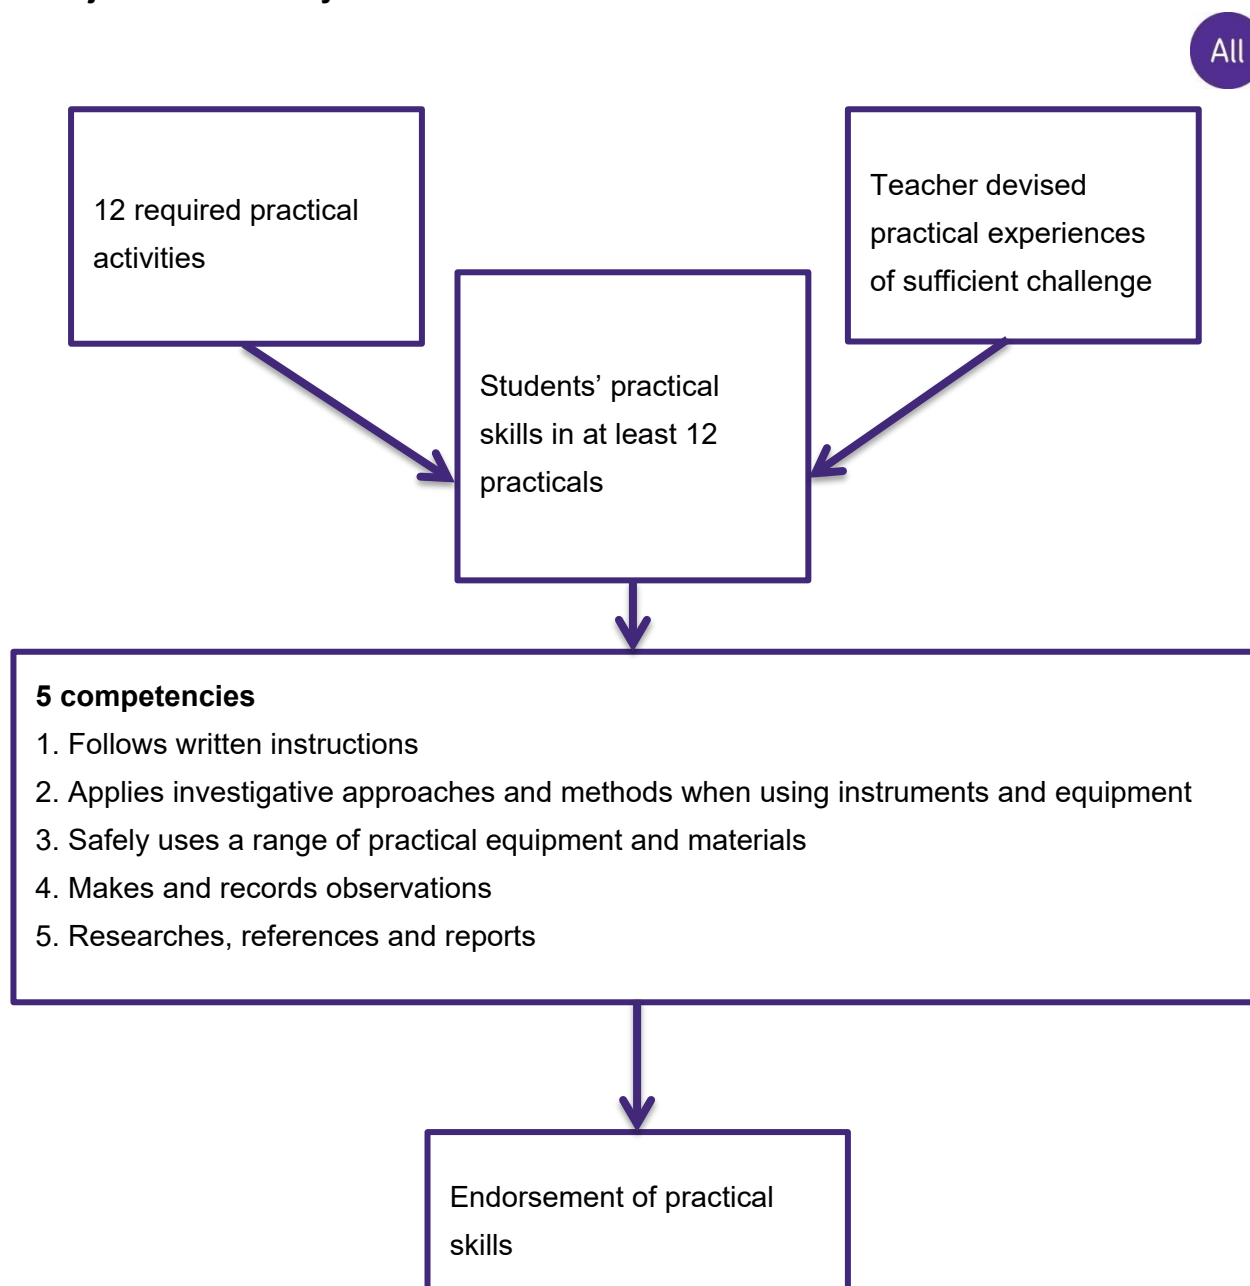 All
12 required practical
activities
Teacher devised
practical experiences
of sufficient challenge
Students’ practical
skills in at least 12
practicals
5 competencies
1. Follows written instructions
2. Applies investigative approaches and methods when using instruments and equipment
3. Safely uses a range of practical equipment and materials
4. Makes and records observations
5. Researches, references and reports
Endorsement of practical
skills